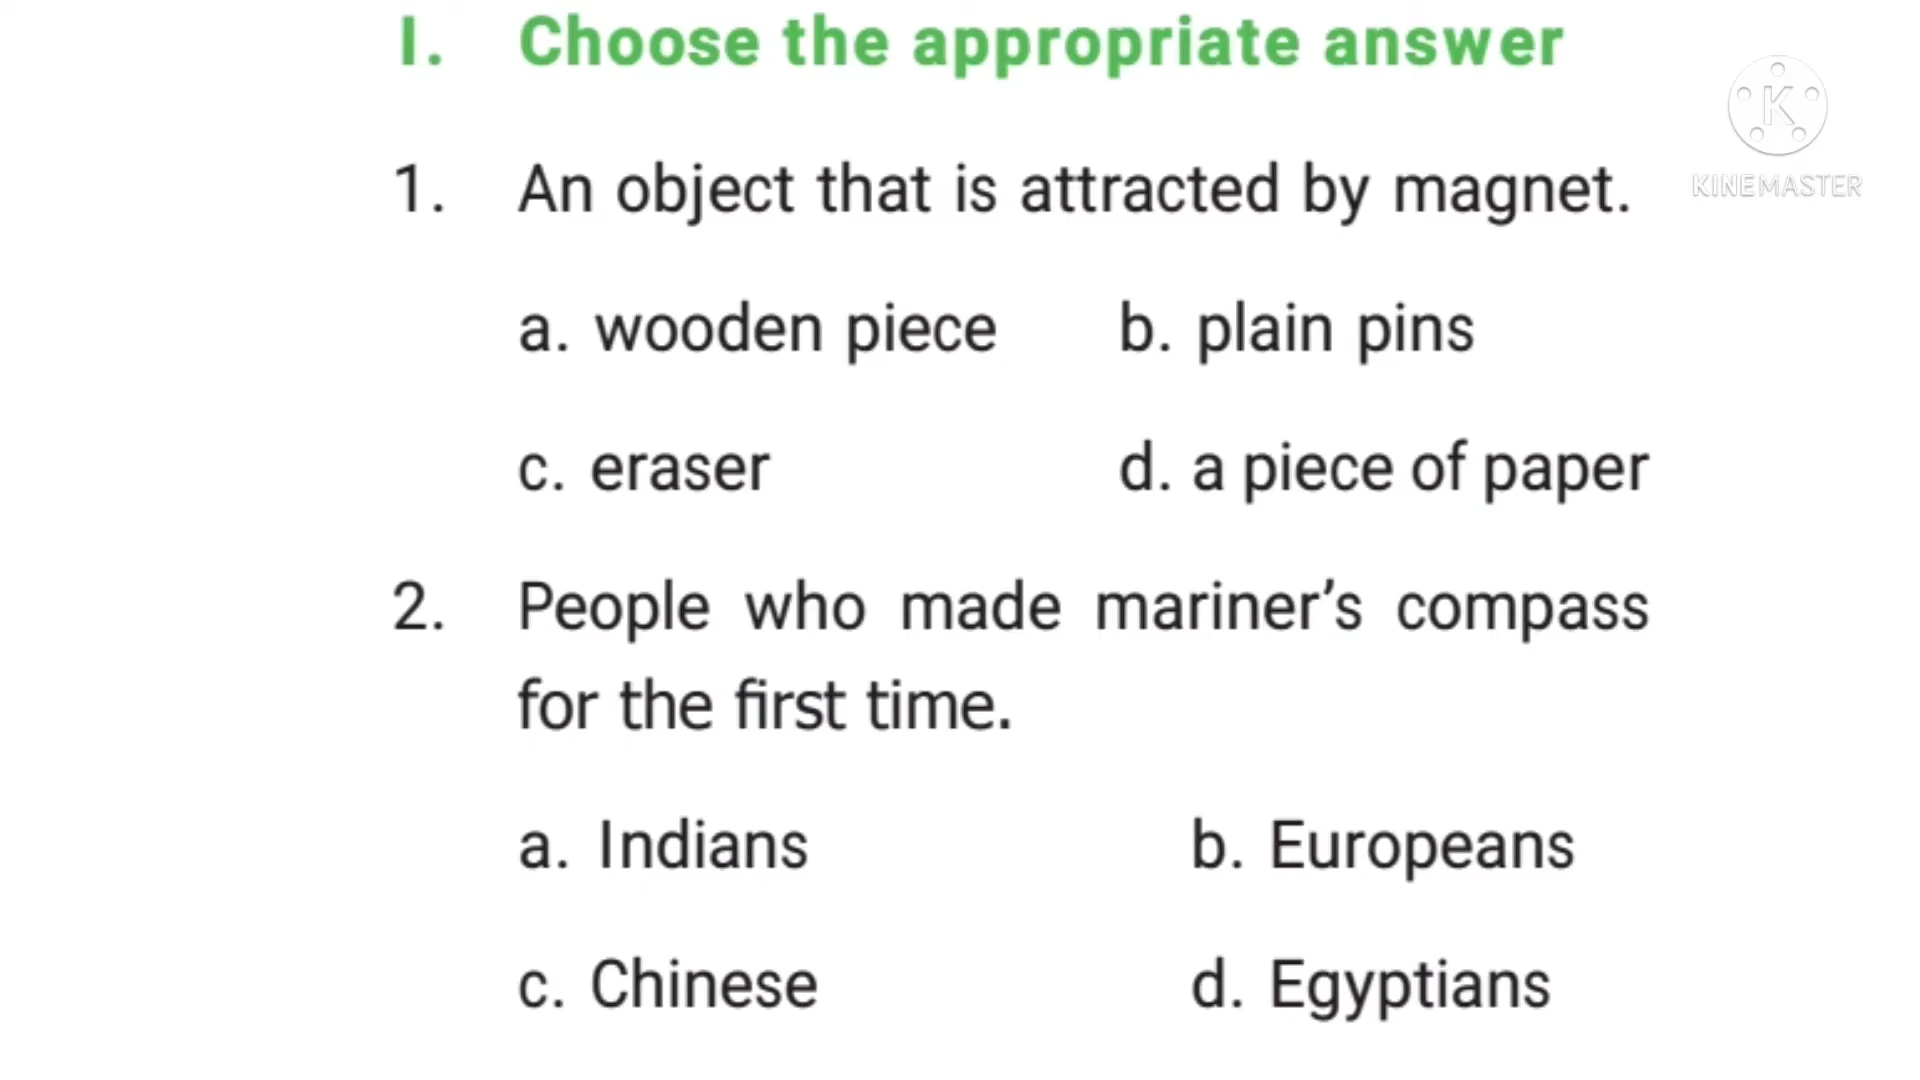 I. Choose the appropriate answer
KINEMASTER
1. An object that is attracted by magnet.
a. wooden piece b. plain pins
c. eraser d. a piece of paper
2. People who made mariner’s compass
for the first time.
a. Indians b. Europeans
c. Chinese d. Egyptians